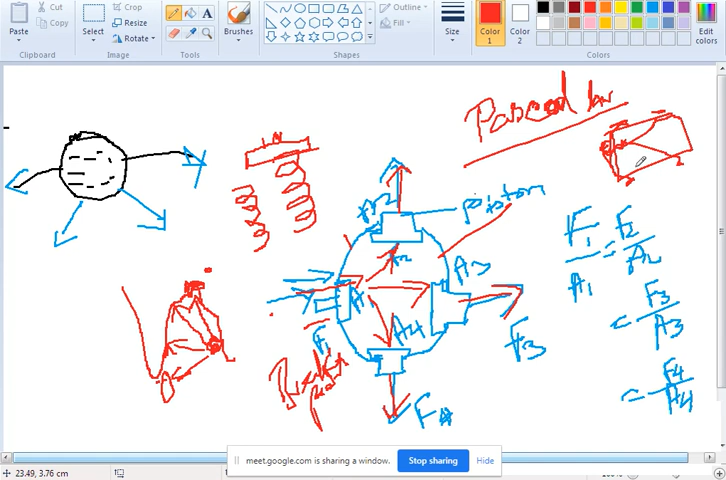 Cut
Copy
Paste
Clipboard
Crop
Resize
Rotate
Select
Image
Tools
Brushes
Shapes
Outline
Fill
Size
Color 1
Color 2
Colors
Edit colors
Pascal law
piston
F2
A2
A1
A3
A4
F1
F3
F4
F1/A1 = F2/A2
= F3/A3
= F4/A4
meet.google.com is sharing a window.
Stop sharing
Hide
23.49, 3.76 cm